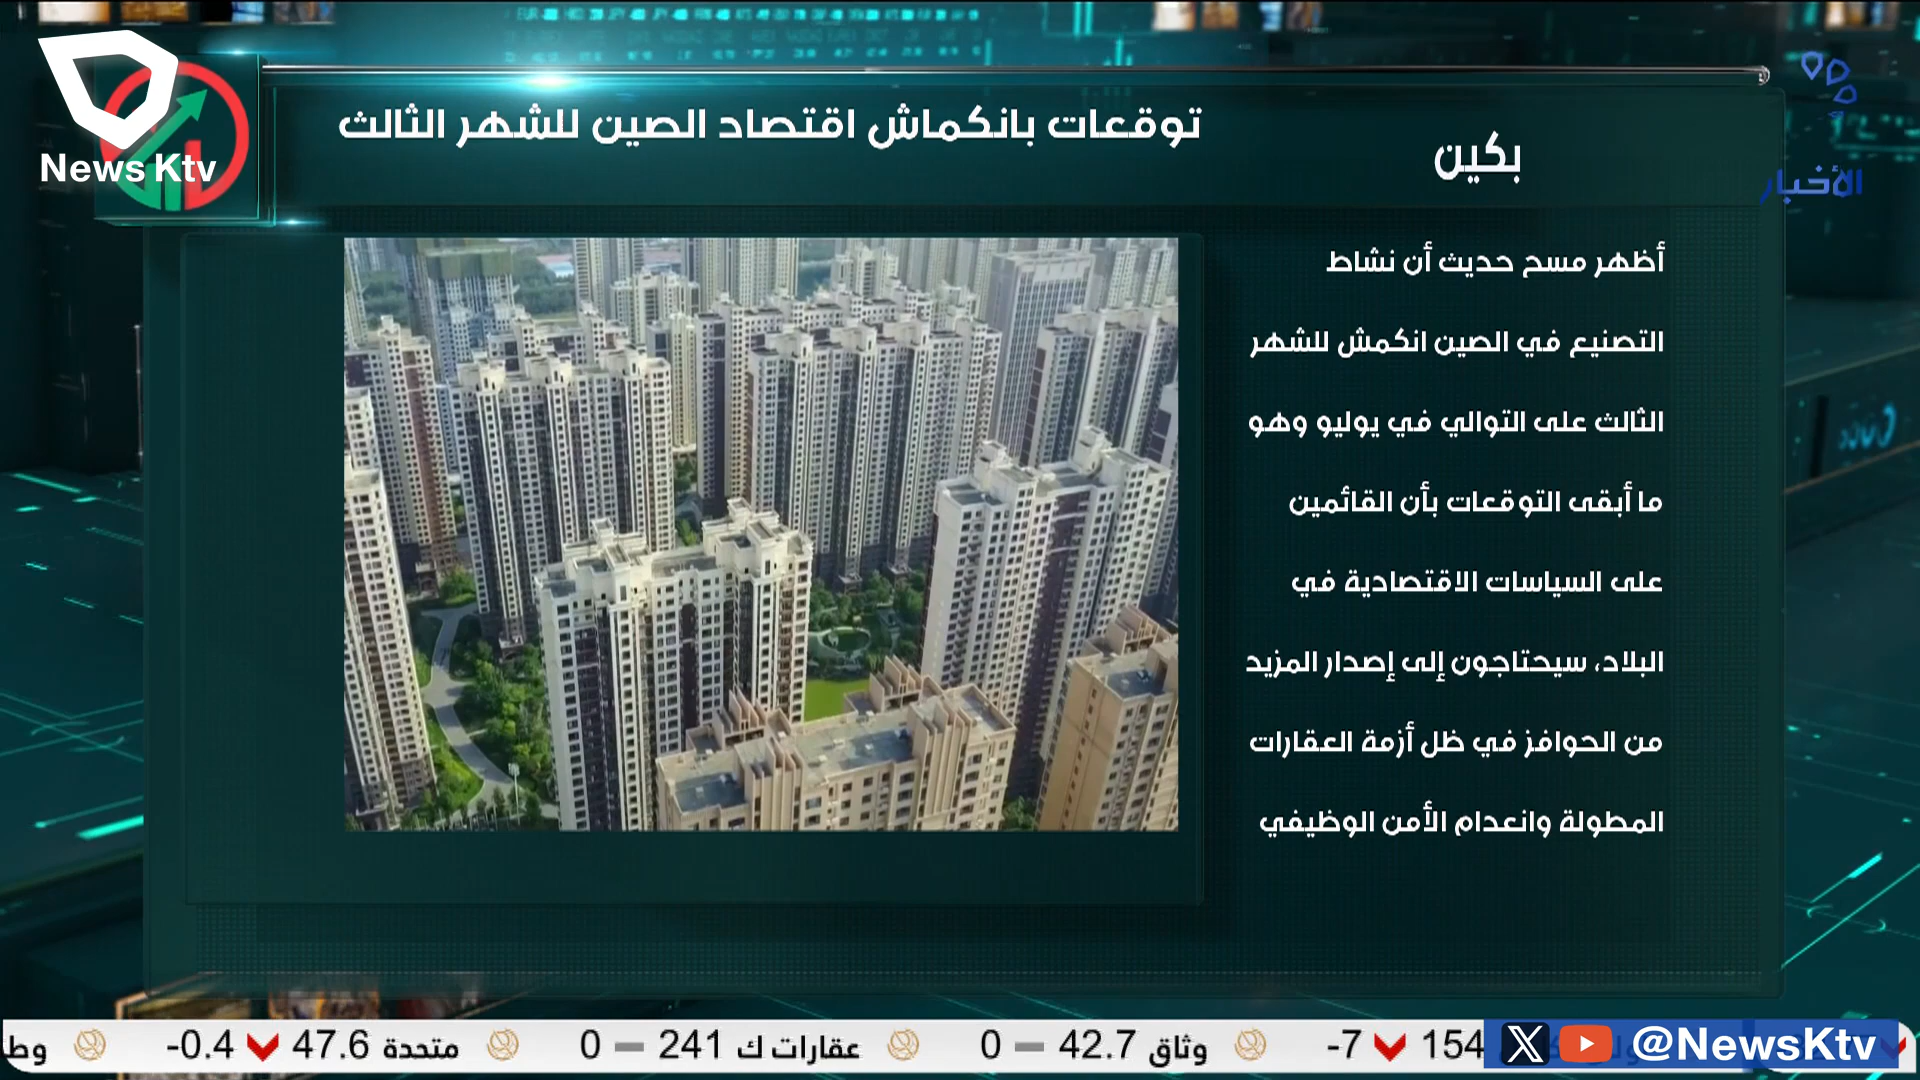 News Ktv
توقعات بانكماش اقتصاد الصين للشهر الثالث
بكين
الأخبار
أظهر مسح حديث أن نشاط
التصنيع في الصين انكمش للشهر
الثالث على التوالي في يوليو وهو
ما أبقى التوقعات بأن القائمين
على السياسات الاقتصادية في
البلاد، سيحتاجون إلى إصدار المزيد
من الحوافز في ظل أزمة العقارات
المطولة وانعدام الأمن الوظيفي
154 -7 وثاق 42.7 0 عقارات ك 241 0 متحدة 47.6 -0.4 وطا
@NewsKtv